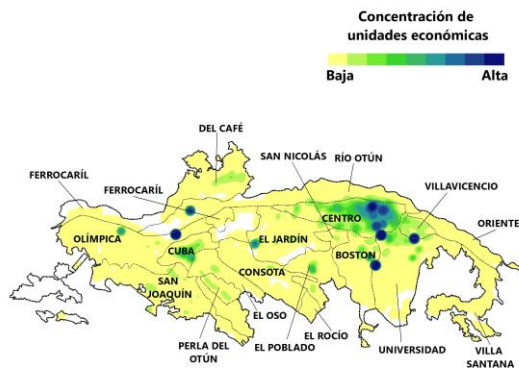 Concentración de
unidades económicas
Baja
Alta
DEL CAFÉ
SAN NICOLÁS
RÍO OTÚN
FERROCARÍL
FERROCARÍL
VILLAVICENCIO
CENTRO
ORIENTE
OLÍMPICA
EL JARDÍN
CUBA
BOSTON
CONSOTA
SAN
JOAQUÍN
EL OSO
PERLA DEL
OTÚN
EL ROCÍO
EL POBLADO
UNIVERSIDAD
VILLA
SANTANA